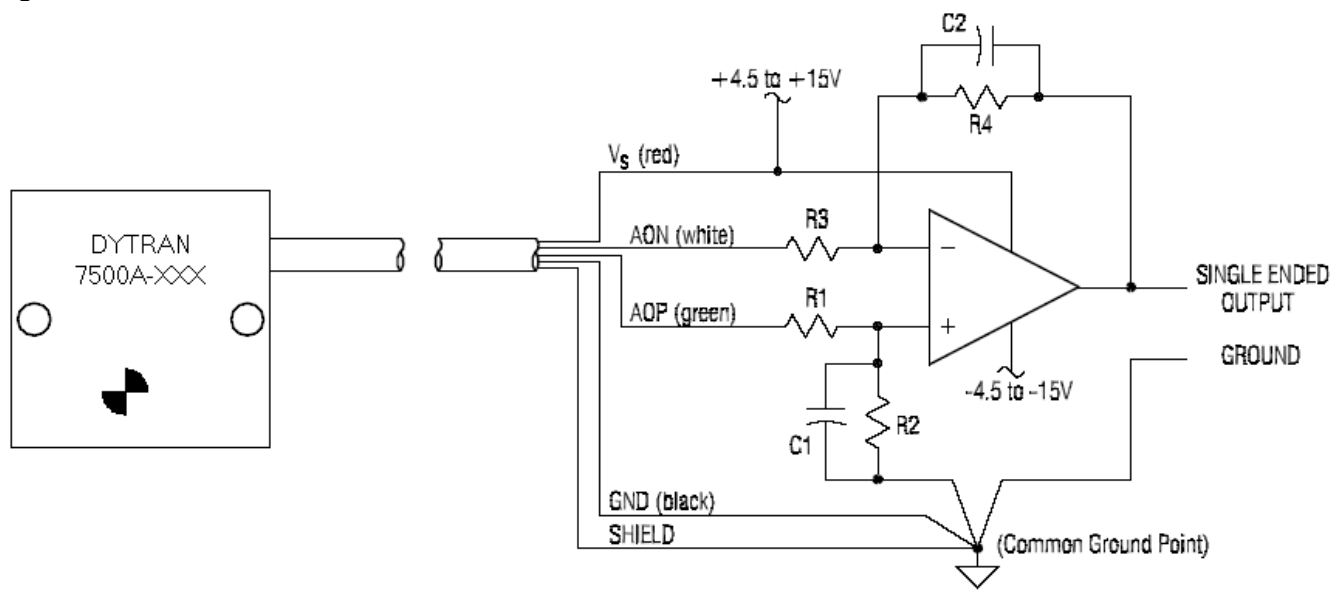 C2
+4.5 to +15V
R4
Vs (red)
DYTRAN
7500A-XXX
AON (white)
R3
−
SINGLE ENDED
OUTPUT
AOP (green)
R1
+
GROUND
-4.5 to -15V
C1
R2
GND (black)
SHIELD
(Common Ground Point)